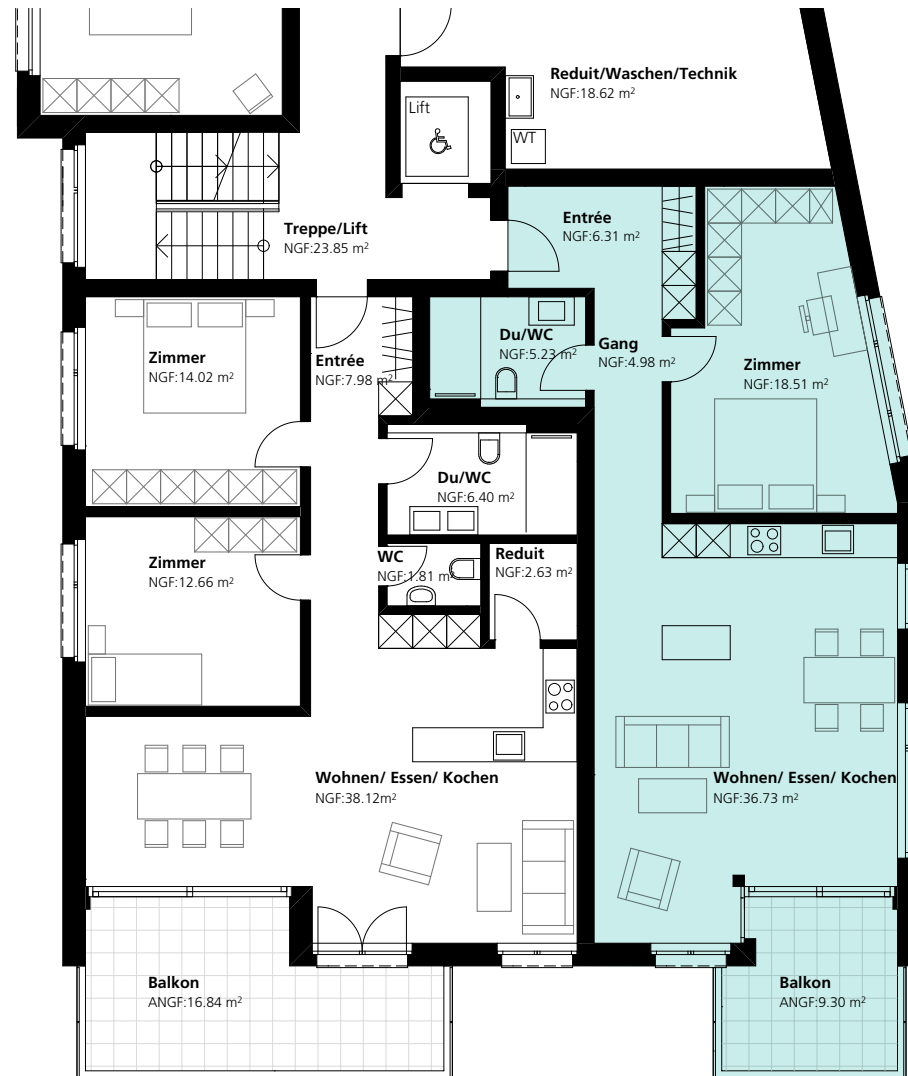 Reduit/Waschen/Technik
NGF:18.62 m²
Lift
WT
Treppe/Lift
NGF:23.85 m²
Entrée
NGF:6.31 m²
Zimmer
NGF:14.02 m²
Entrée
NGF:7.98 m²
Du/WC
NGF:5.23 m²
Gang
NGF:4.98 m²
Zimmer
NGF:18.51 m²
Du/WC
NGF:6.40 m²
Zimmer
NGF:12.66 m²
WC
NGF:1.81 m²
Reduit
NGF:2.63 m²
Wohnen/ Essen/ Kochen
NGF:38.12m²
Wohnen/ Essen/ Kochen
NGF:36.73 m²
Balkon
ANGF:16.84 m²
Balkon
ANGF:9.30 m²